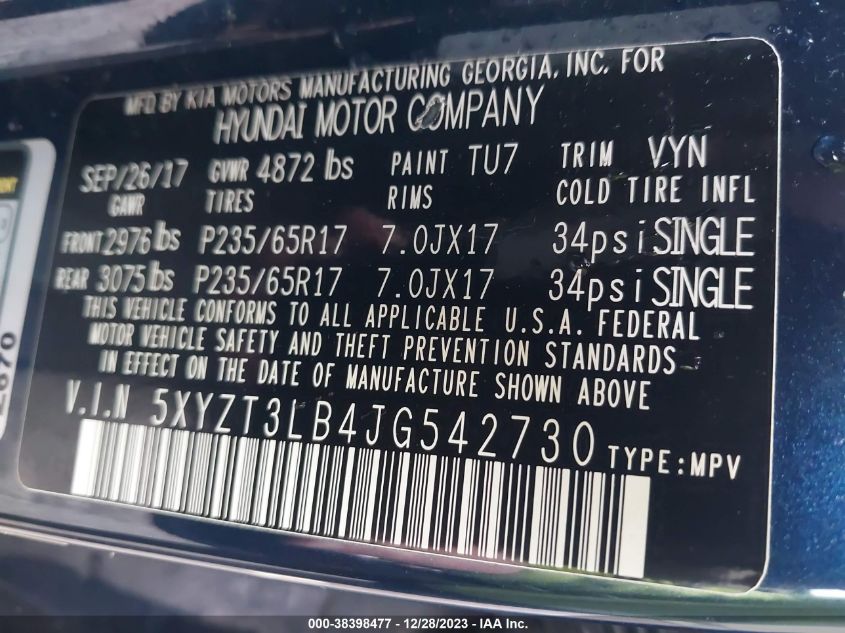 MFD BY KIA MOTORS MANUFACTURING GEORGIA, INC. FOR
HYUNDAI MOTOR COMPANY
SEP/26/17 GVWR 4872 lbs PAINT TU7 TRIM VYN
GAWR TIRES RIMS COLD TIRE INFL
FRONT 2976 lbs P235/65R17 7.0JX17 34psi SINGLE
REAR 3075 lbs P235/65R17 7.0JX17 34psi SINGLE
THIS VEHICLE CONFORMS TO ALL APPLICABLE U.S.A. FEDERAL
MOTOR VEHICLE SAFETY AND THEFT PREVENTION STANDARDS
IN EFFECT ON THE DATE OF MANUFACTURE SHOWN ABOVE
V.I.N 5XYZT3LB4JG542730 TYPE:MPV
000-38398477 - 12/28/2023 - IAA Inc.